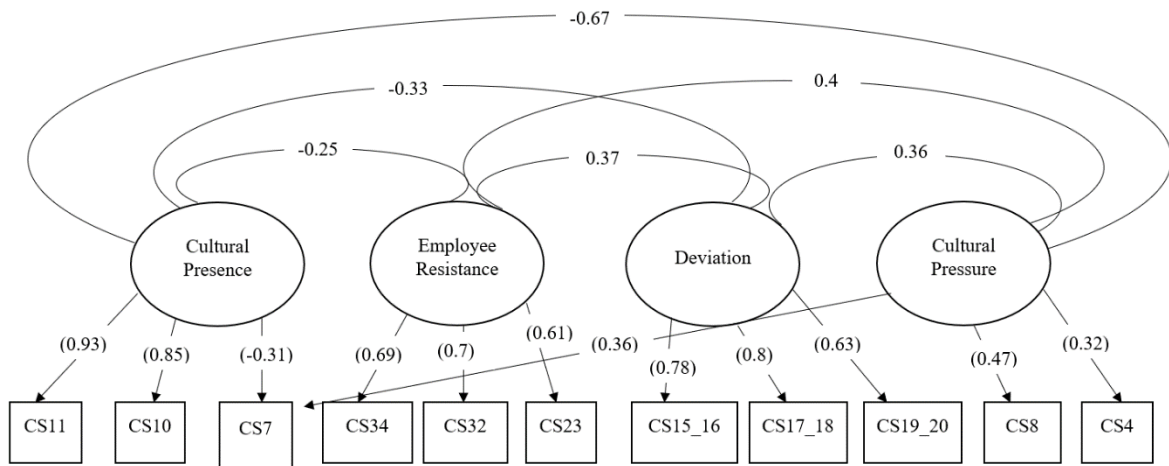 -0.67
-0.33
0.4
-0.25
0.37
0.36
Cultural
Presence
Employee
Resistance
Deviation
Cultural
Pressure
(0.93)
(0.85)
(-0.31)
(0.69)
(0.7)
(0.61)
(0.36)
(0.78)
(0.8)
(0.63)
(0.47)
(0.32)
CS11
CS10
CS7
CS34
CS32
CS23
CS15_16
CS17_18
CS19_20
CS8
CS4